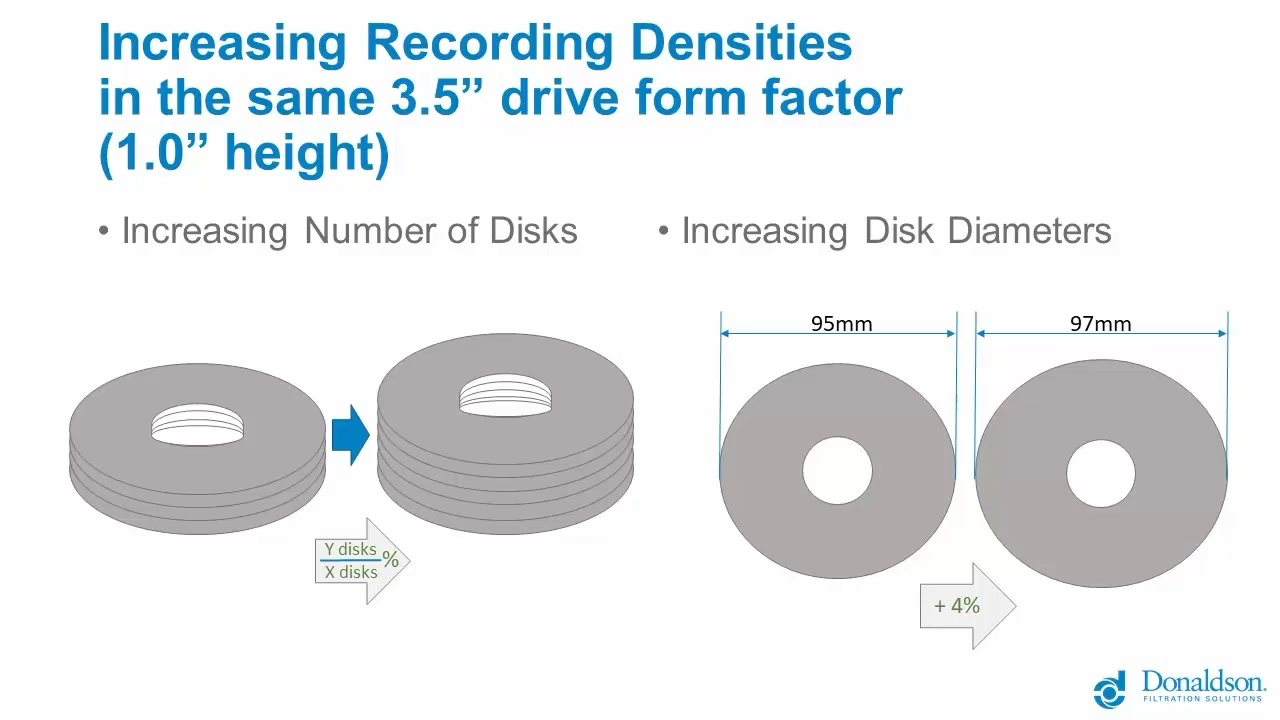 Increasing Recording Densities
in the same 3.5” drive form factor
(1.0” height)
• Increasing Number of Disks
• Increasing Disk Diameters
95mm
97mm
Y disks
X disks
%
+ 4%
Donaldson.
FILTRATION SOLUTIONS